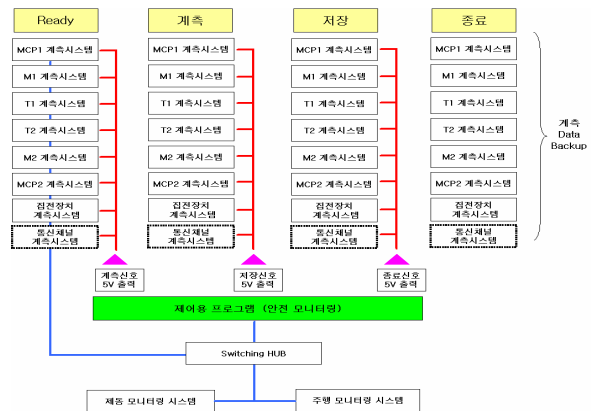 Ready
계측
저장
종료
MCP1 계측시스템
M1 계측시스템
T1 계측시스템
T2 계측시스템
M2 계측시스템
MCP2 계측시스템
집전장치
계측시스템
통신채널
계측시스템
MCP1 계측시스템
M1 계측시스템
T1 계측시스템
T2 계측시스템
M2 계측시스템
MCP2 계측시스템
집전장치
계측시스템
통신채널
계측시스템
MCP1 계측시스템
M1 계측시스템
T1 계측시스템
T2 계측시스템
M2 계측시스템
MCP2 계측시스템
집전장치
계측시스템
통신채널
계측시스템
MCP1 계측시스템
M1 계측시스템
T1 계측시스템
T2 계측시스템
M2 계측시스템
MCP2 계측시스템
집전장치
계측시스템
통신채널
계측시스템
계측
Data
Backup
계측신호
5V 출력
저장신호
5V 출력
종료신호
5V 출력
제어용 프로그램 (안전 모니터링)
Switching HUB
제동 모니터링 시스템
주행 모니터링 시스템